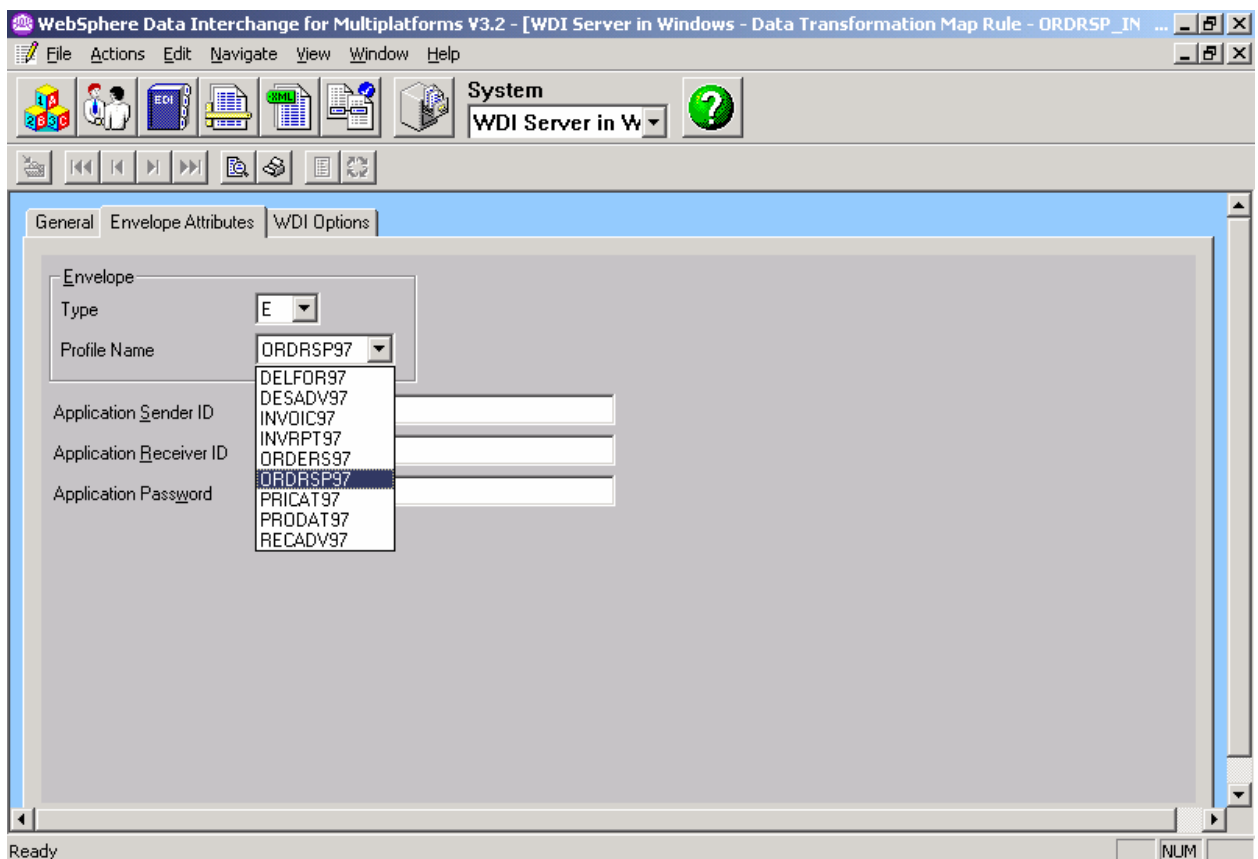 WebSphere Data Interchange for Multiplatforms V3.2 - [WDI Server in Windows - Data Transformation Map Rule - ORDRSP_IN ...
File Actions Edit Navigate View Window Help
EDI
XML
System
WDI Server in W
General Envelope Attributes WDI Options
Envelope
Type E
Profile Name ORDRSP97
DELFOR97
DESADV97
Application Sender ID
INVOIC97
INVRPT97
Application Receiver ID
ORDERS97
ORDRSP97
Application Password
PRICAT97
PRODAT97
RECADV97
Ready NUM